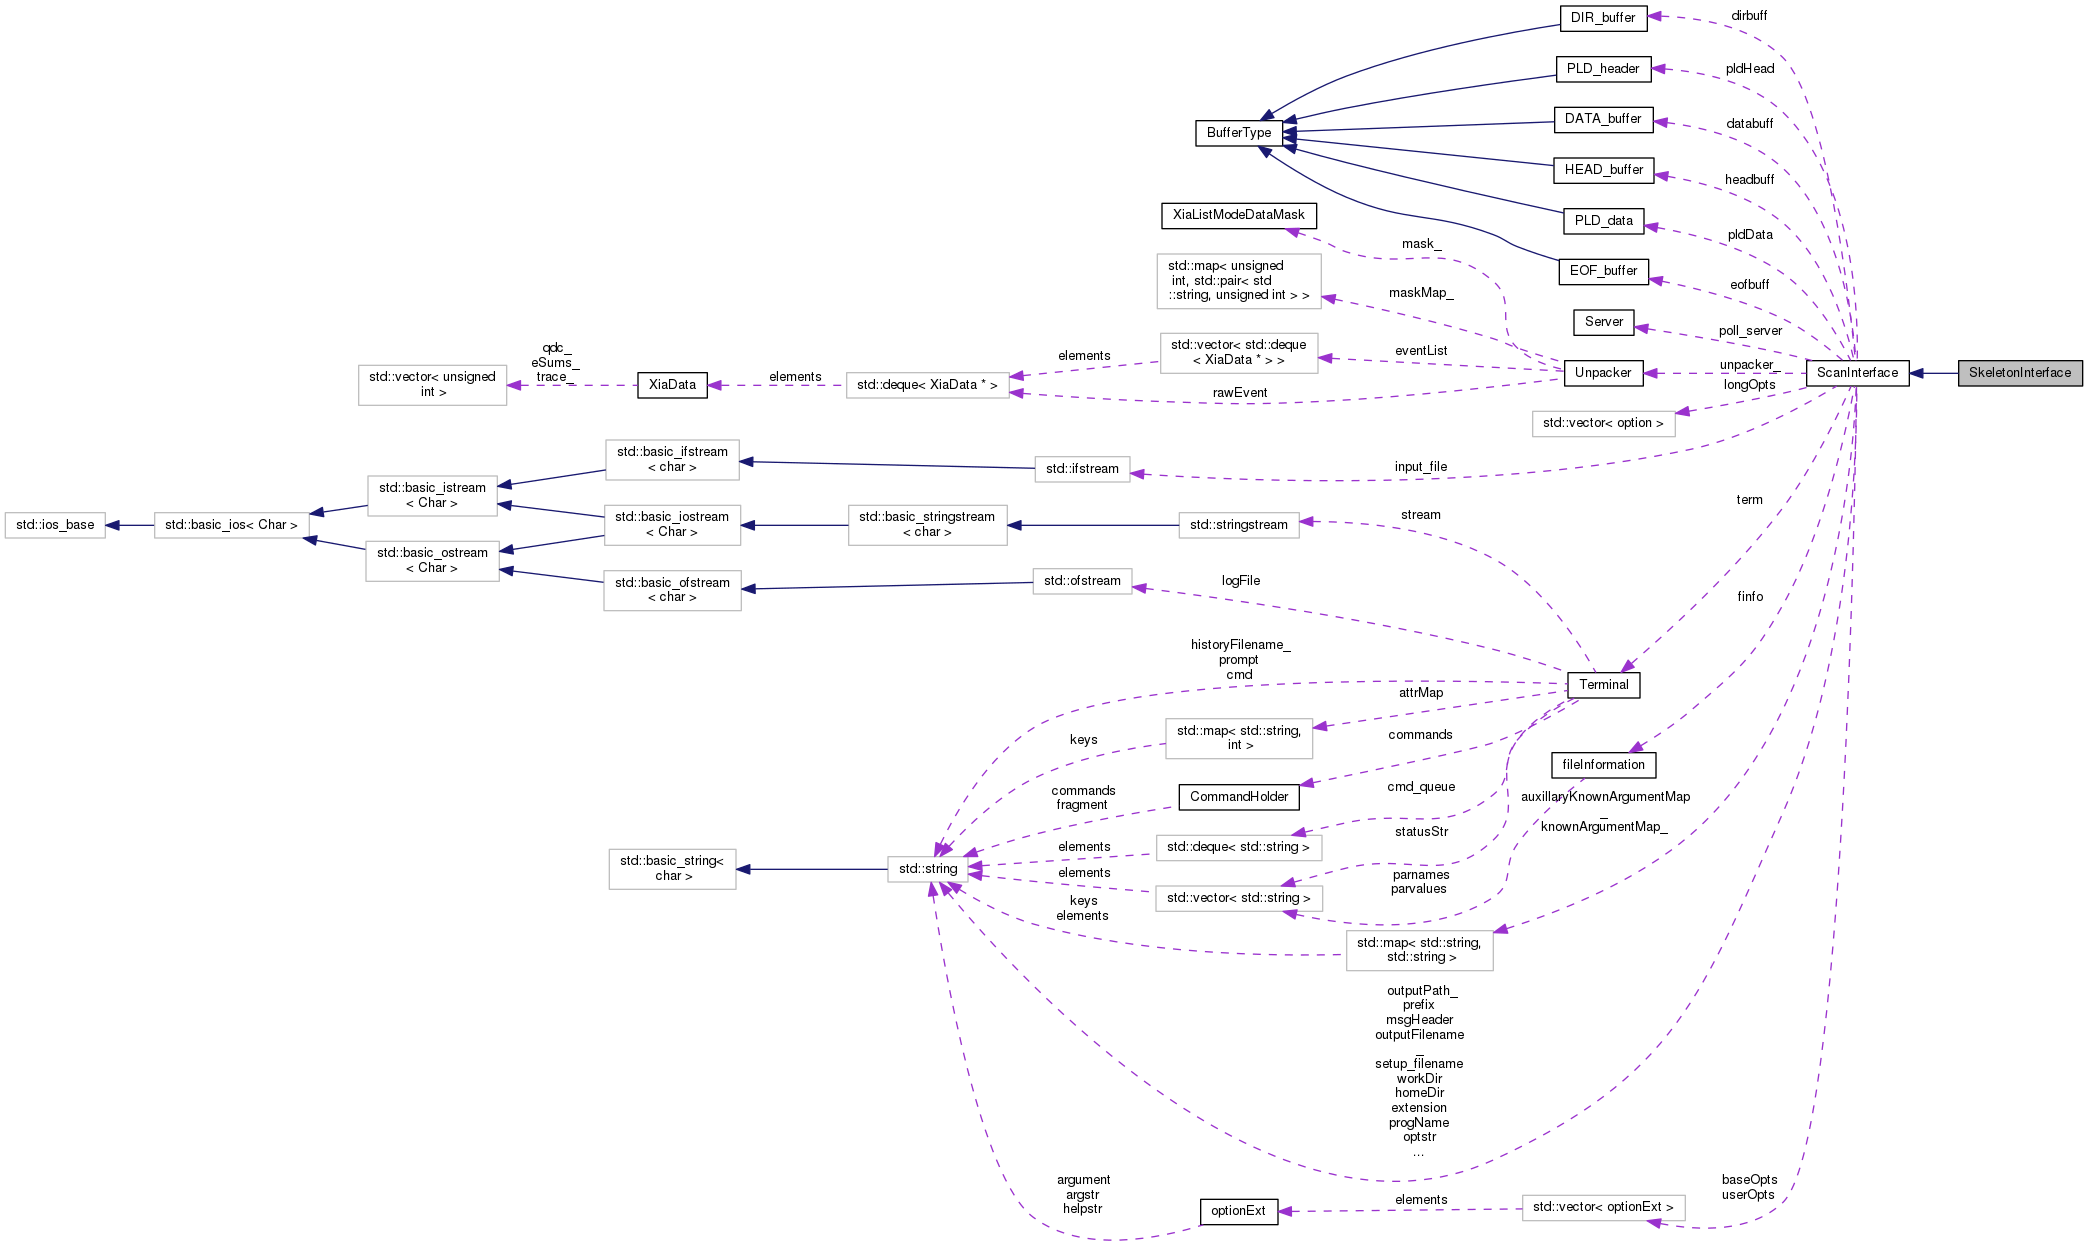 DIR_buffer
dirbuff
PLD_header
pldHead
DATA_buffer
databuff
BufferType
HEAD_buffer
headbuff
XiaListModeDataMask
PLD_data
pldData
mask_
std::map< unsigned
int, std::pair< std
::string, unsigned int > >
maskMap_
EOF_buffer
eofbuff
Server
poll_server
qdc_
eSums_
trace_
std::vector< unsigned
int >
XiaData
elements
std::deque< XiaData * >
elements
std::vector< std::deque
< XiaData * > >
eventList
rawEvent
Unpacker
unpacker_
ScanInterface
SkeletonInterface
longOpts
std::vector< option >
std::basic_ifstream
< char >
std::ifstream
input_file
std::basic_istream
< Char >
std::ios_base
std::basic_ios< Char >
std::basic_iostream
< Char >
std::basic_stringstream
< char >
std::stringstream
stream
term
std::basic_ostream
< Char >
std::basic_ofstream
< char >
std::ofstream
logFile
finfo
historyFilename_
prompt
cmd
Terminal
attrMap
std::map< std::string,
int >
keys
commands
fileInformation
commands
fragment
CommandHolder
cmd_queue
auxillaryKnownArgumentMap
_
knownArgumentMap_
statusStr
std::deque< std::string >
elements
std::basic_string<
char >
std::string
elements
std::vector< std::string >
parnames
parvalues
keys
elements
std::map< std::string,
std::string >
outputPath_
prefix
msgHeader
outputFilename
_
setup_filename
workDir
homeDir
extension
progName
optstr
...
argument
argstr
helpstr
optionExt
elements
std::vector< optionExt >
baseOpts
userOpts